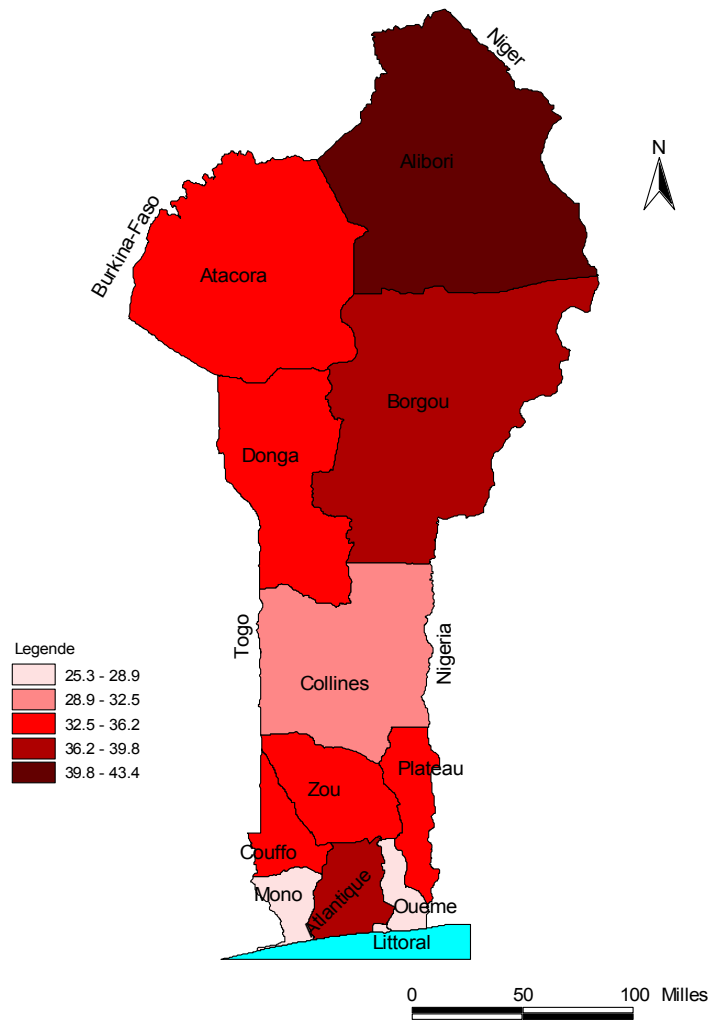 Niger
N
Alibori
Burkina-Faso
Atacora
Borgou
Donga
Togo
Nigeria
Legende
25.3 - 28.9
28.9 - 32.5
32.5 - 36.2
36.2 - 39.8
39.8 - 43.4
Collines
Plateau
Zou
Couffo
Mono
Atlantique
Oueme
Littoral
0 50 100 Milles